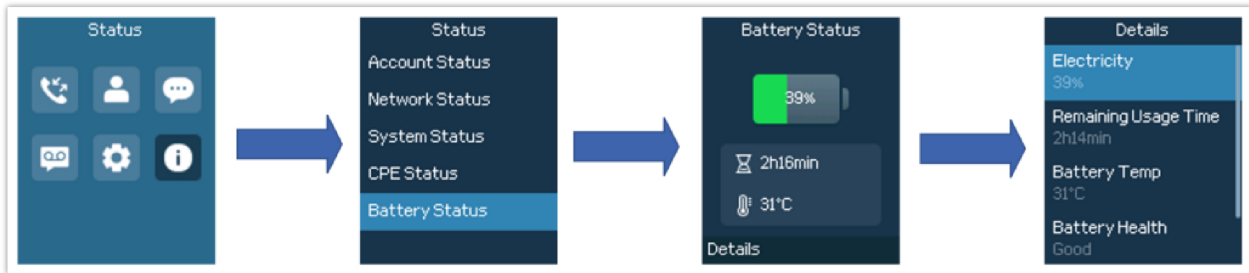 Status
Status
Account Status
Network Status
System Status
CPE Status
Battery Status
Battery Status
39%
2h16min
31°C
Details
Details
Electricity
39%
Remaining Usage Time
2h14min
Battery Temp
31°C
Battery Health
Good